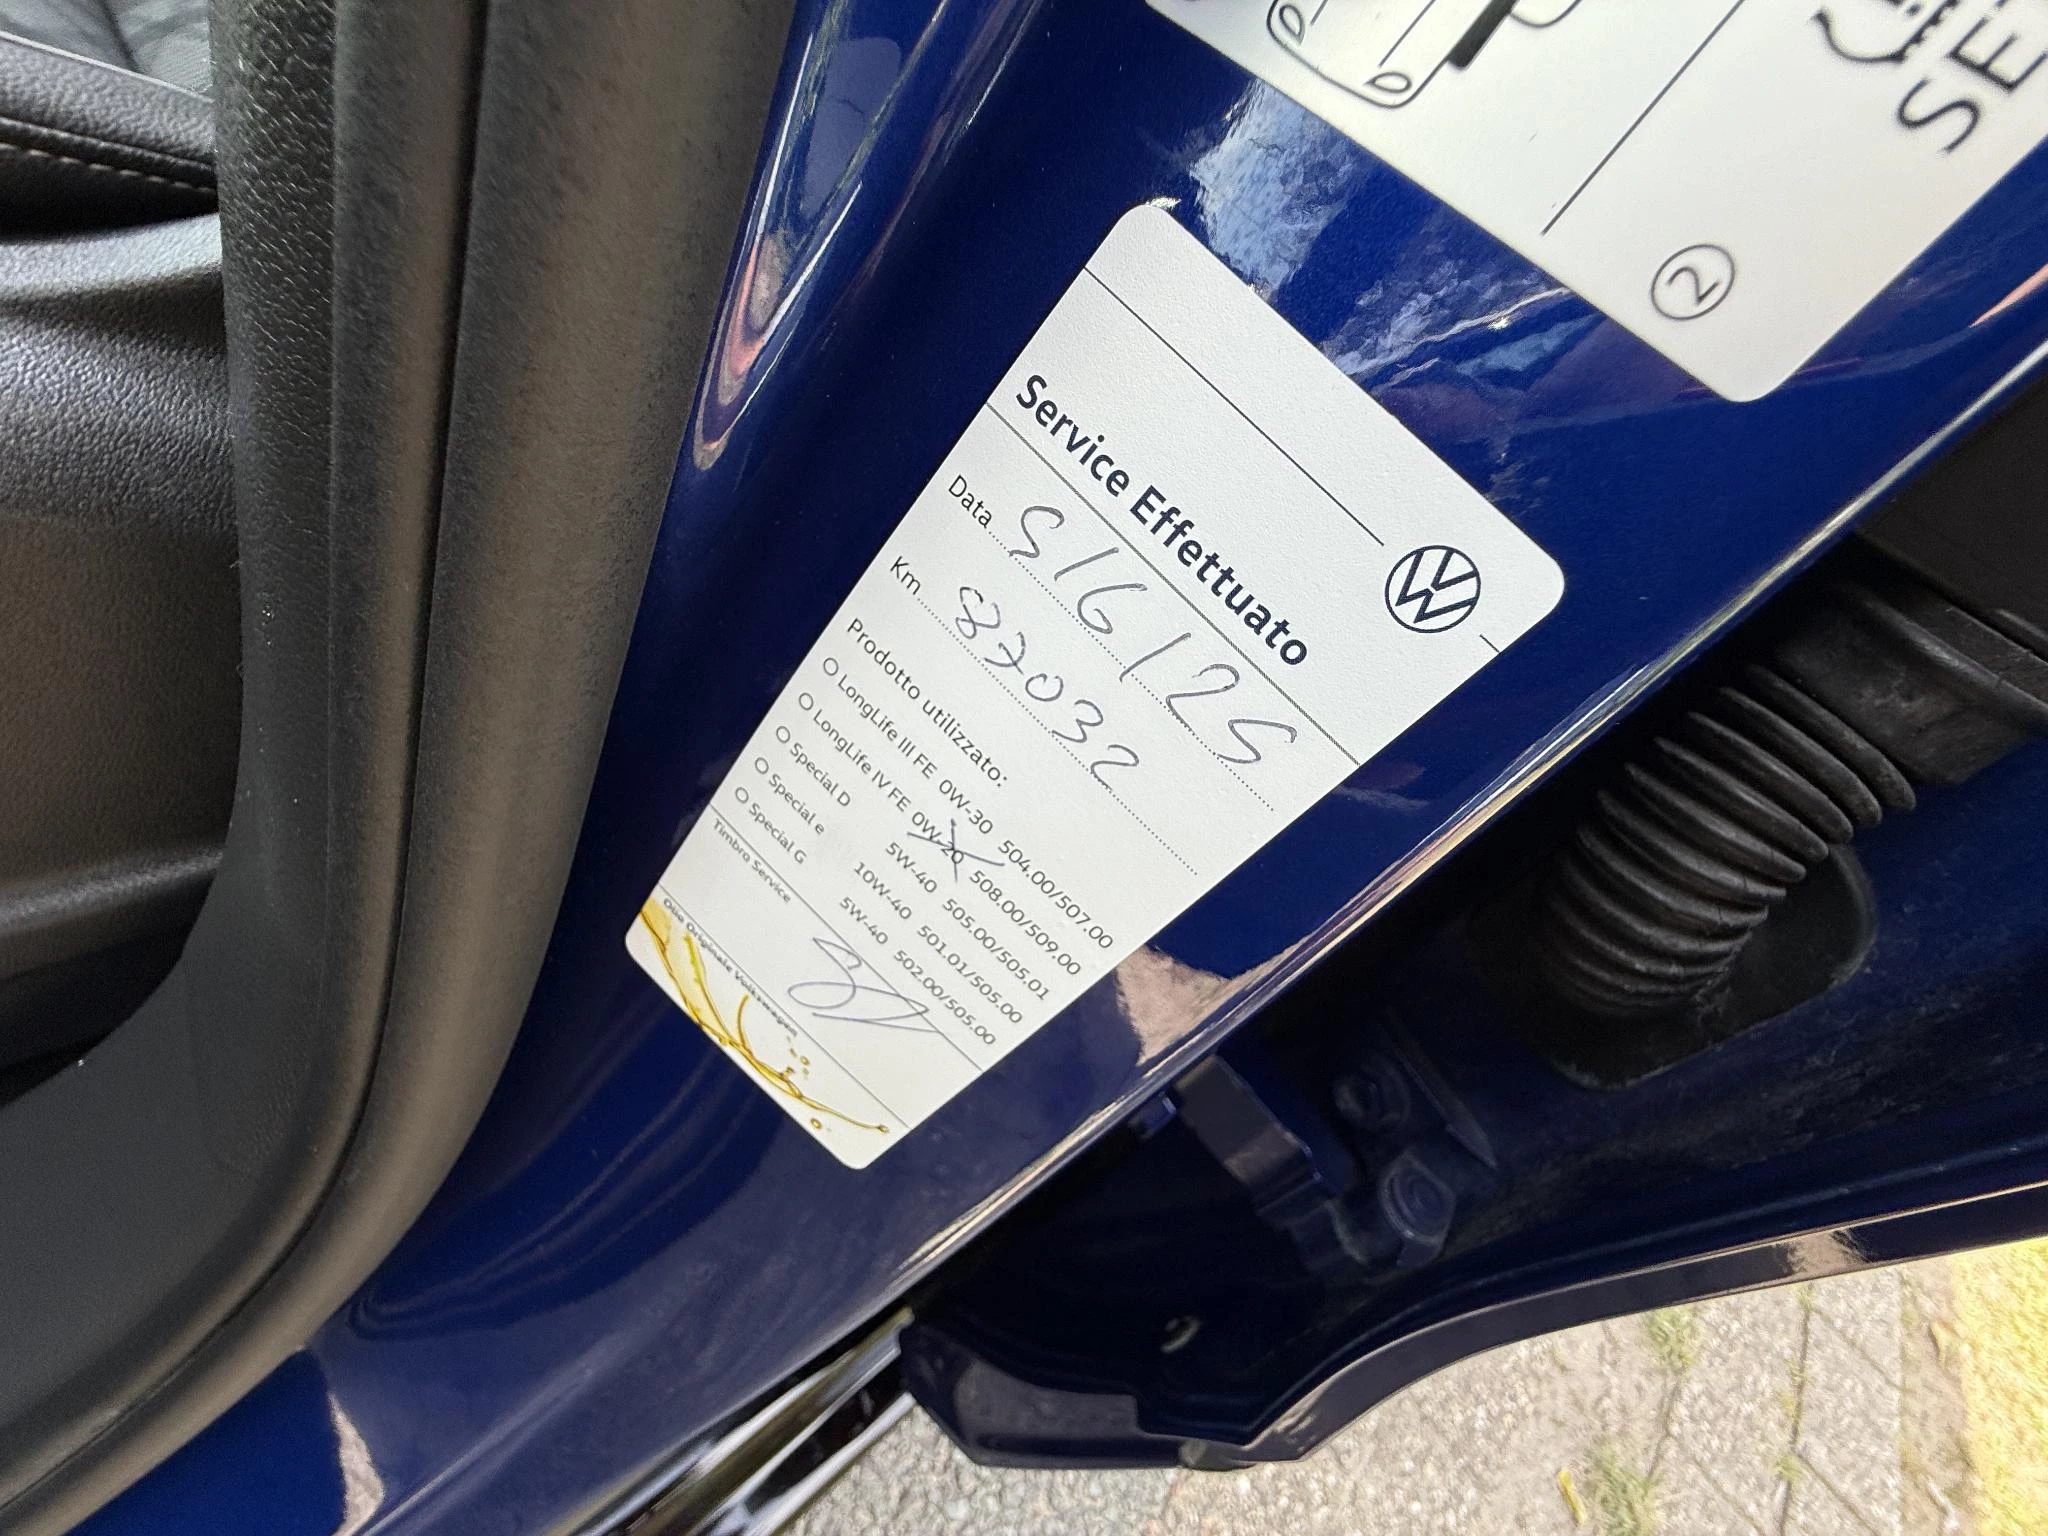 SE
2
Service Effettuato
Data 5/6/25
Km 87032
Prodotto utilizzato:
LongLife III FE 0W-30 504.00/507.00
LongLife IV FE 0W-20 508.00/509.00
Special D 5W-40 505.00/505.01
Special e 10W-40 501.01/505.00
Special G 5W-40 502.00/505.00
Timbro Service
Olio Originale Volkswagen